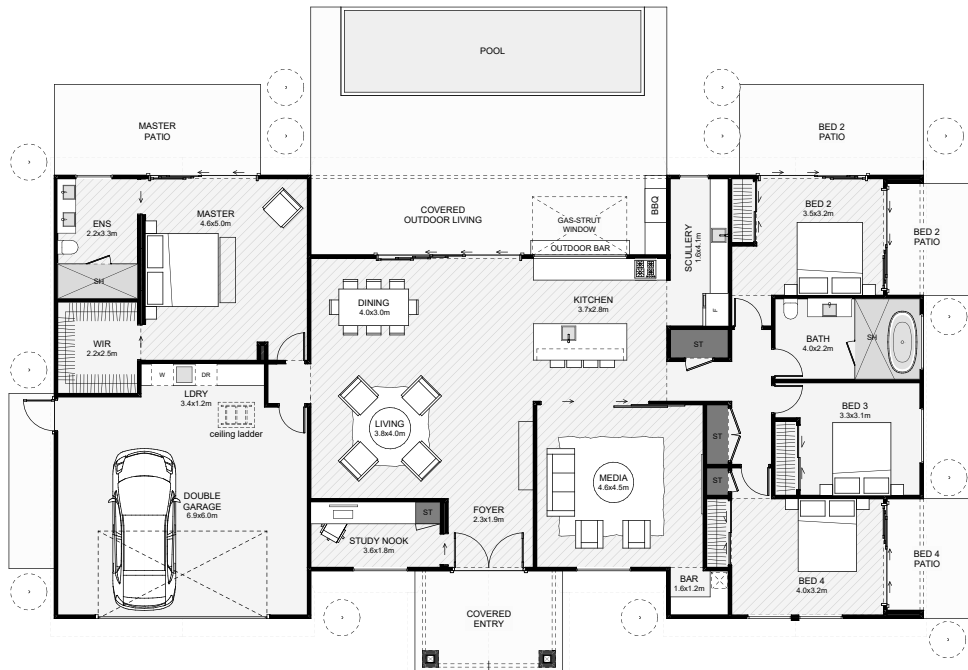 POOL
MASTER
PATIO
BED 2
PATIO
ENS
2.2x3.3m
MASTER
4.6x5.0m
COVERED
OUTDOOR LIVING
GAS-STRUT
WINDOW
OUTDOOR BAR
BBQ
SCULLERY
1.6x4.1m
BED 2
3.5x3.2m
BED 2
PATIO
SH
DINING
4.0x3.0m
KITCHEN
3.7x2.8m
F
WIR
2.2x2.5m
ST
BATH
4.0x2.2m
SH
W
DR
LDRY
3.4x1.2m
ceiling ladder
LIVING
3.8x4.0m
BED 3
3.3x3.1m
ST
MEDIA
4.6x4.5m
ST
DOUBLE
GARAGE
6.9x6.0m
ST
FOYER
2.3x1.9m
STUDY NOOK
3.6x1.8m
BAR
1.6x1.2m
BED 4
4.0x3.2m
BED 4
PATIO
COVERED
ENTRY